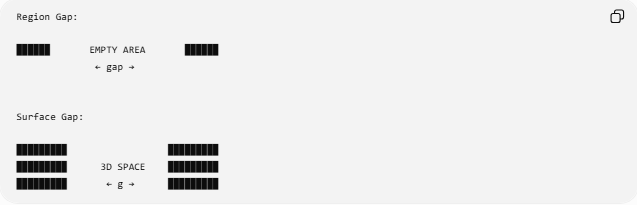 Region Gap:
██████ EMPTY AREA ██████
← gap →
Surface Gap:
█████████ █████████
█████████ 3D SPACE █████████
█████████ ← g → █████████